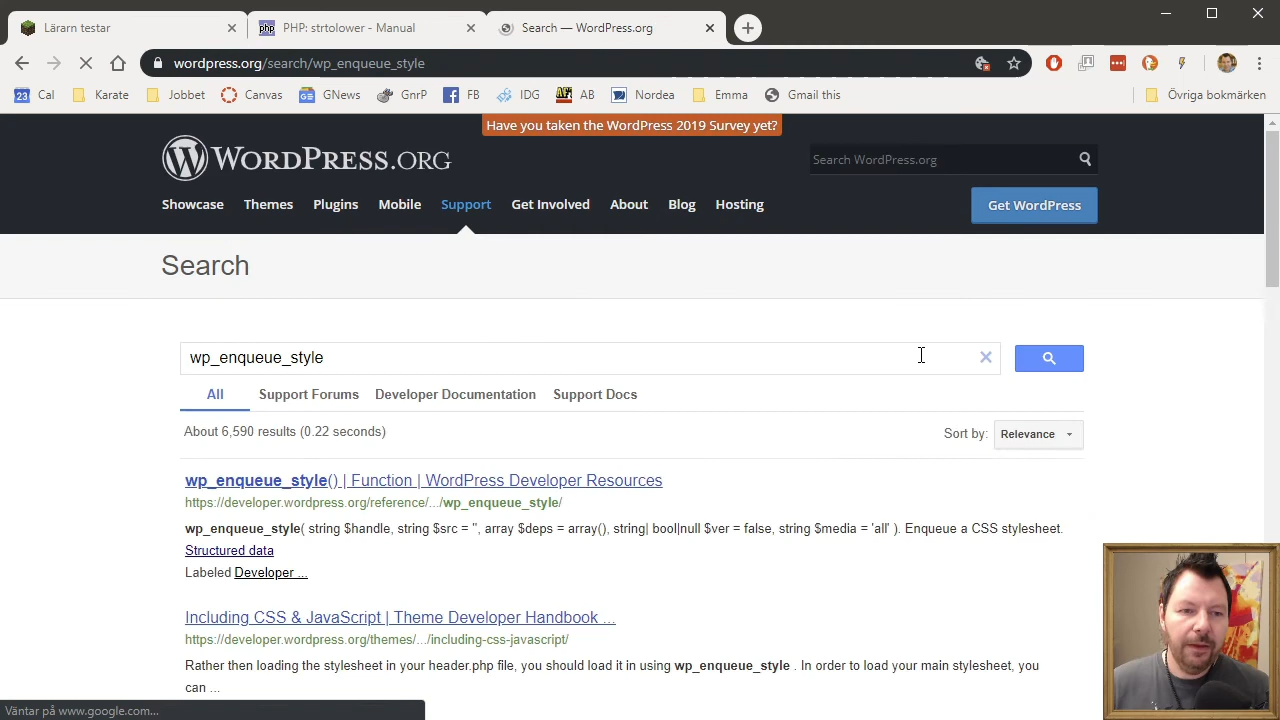 Lärarn testar
PHP: strtolower - Manual
Search — WordPress.org
wordpress.org/search/wp_enqueue_style
23 Cal
Karate
Jobbet
Canvas
GNews
GnrP
FB
IDG
AB
Nordea
Emma
Gmail this
Övriga bokmärken
Have you taken the WordPress 2019 Survey yet?
WORDPRESS.ORG
Search WordPress.org
Showcase Themes Plugins Mobile Support Get Involved About Blog Hosting
Get WordPress
Search
wp_enqueue_style
All Support Forums Developer Documentation Support Docs
About 6,590 results (0.22 seconds)
Sort by: Relevance
wp_enqueue_style() | Function | WordPress Developer Resources
https://developer.wordpress.org/reference/.../wp_enqueue_style/
wp_enqueue_style( string $handle, string $src = '', array $deps = array(), string| bool|null $ver = false, string $media = 'all' ). Enqueue a CSS stylesheet.
Structured data
Labeled Developer ...
Including CSS & JavaScript | Theme Developer Handbook ...
https://developer.wordpress.org/themes/.../including-css-javascript/
Rather then loading the stylesheet in your header.php file, you should load it in using wp_enqueue_style . In order to load your main stylesheet, you
can ...
Väntar på www.google.com...